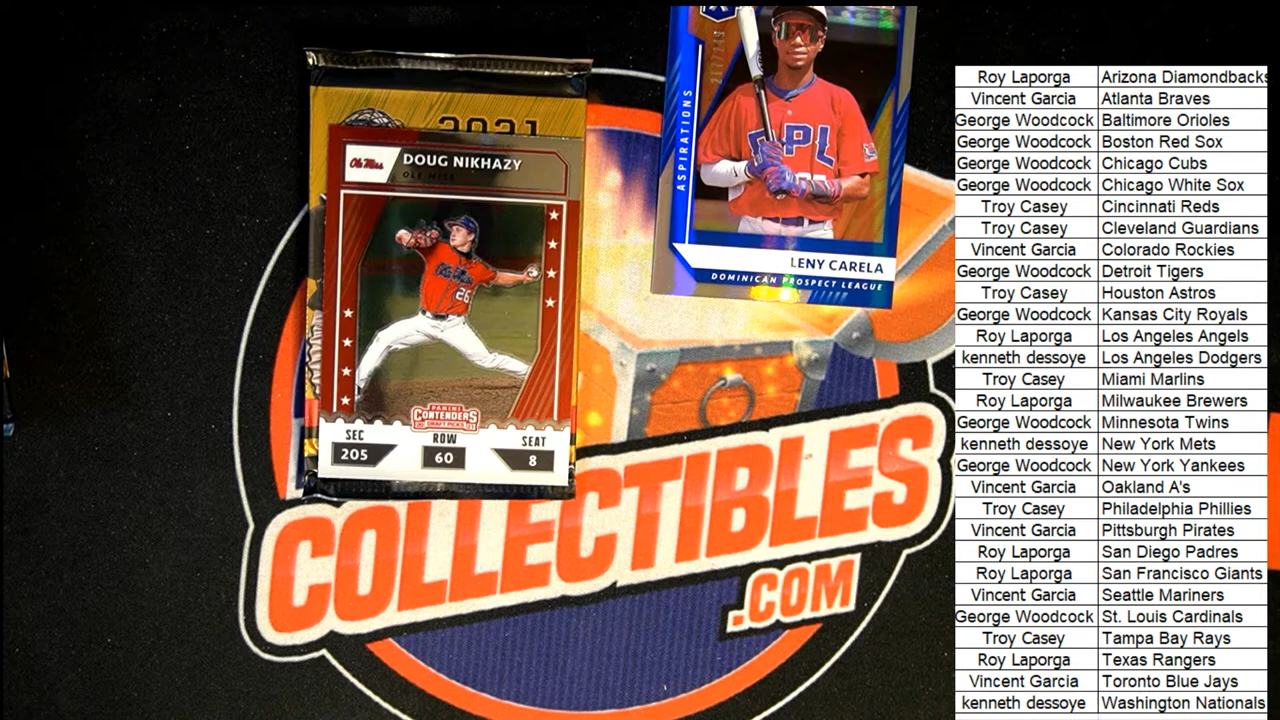 2021
Ole Miss
DOUG NIKHAZY
OLE MISS
Ole Miss
26
PANINI
CONTENDERS
DRAFT PICKS
SEC ROW SEAT
205 60 8
ASPIRATIONS
DPL
LENY CARELA
DOMINICAN PROSPECT LEAGUE
COLLECTIBLES
.COM
Roy Laporga Arizona Diamondbacks
Vincent Garcia Atlanta Braves
George Woodcock Baltimore Orioles
George Woodcock Boston Red Sox
George Woodcock Chicago Cubs
George Woodcock Chicago White Sox
Troy Casey Cincinnati Reds
Troy Casey Cleveland Guardians
Vincent Garcia Colorado Rockies
George Woodcock Detroit Tigers
Troy Casey Houston Astros
George Woodcock Kansas City Royals
Roy Laporga Los Angeles Angels
kenneth dessoye Los Angeles Dodgers
Troy Casey Miami Marlins
Roy Laporga Milwaukee Brewers
George Woodcock Minnesota Twins
kenneth dessoye New York Mets
George Woodcock New York Yankees
Vincent Garcia Oakland A's
Troy Casey Philadelphia Phillies
Vincent Garcia Pittsburgh Pirates
Roy Laporga San Diego Padres
Roy Laporga San Francisco Giants
Vincent Garcia Seattle Mariners
George Woodcock St. Louis Cardinals
Troy Casey Tampa Bay Rays
Roy Laporga Texas Rangers
Vincent Garcia Toronto Blue Jays
kenneth dessoye Washington Nationals